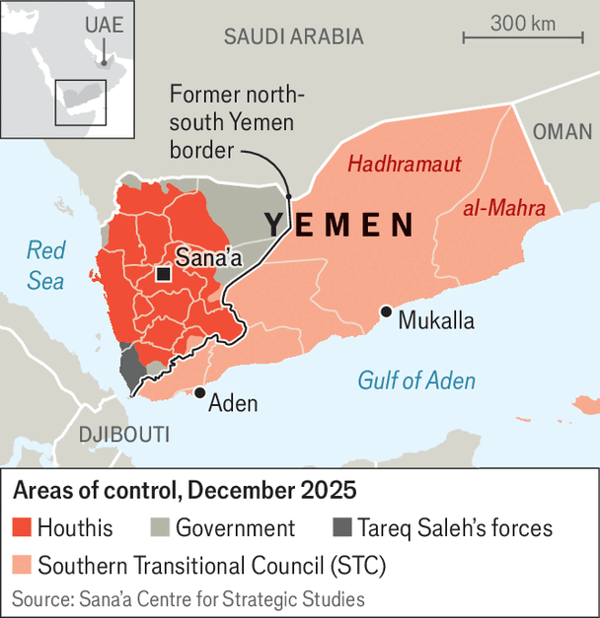 UAE
SAUDI ARABIA
300 km
Former north-
south Yemen
border
OMAN
Hadhramaut
al-Mahra
YEMEN
Red
Sea
Sana’a
Mukalla
Gulf of Aden
Aden
DJIBOUTI
Areas of control, December 2025
Houthis
Government
Tareq Saleh’s forces
Southern Transitional Council (STC)
Source: Sana’a Centre for Strategic Studies